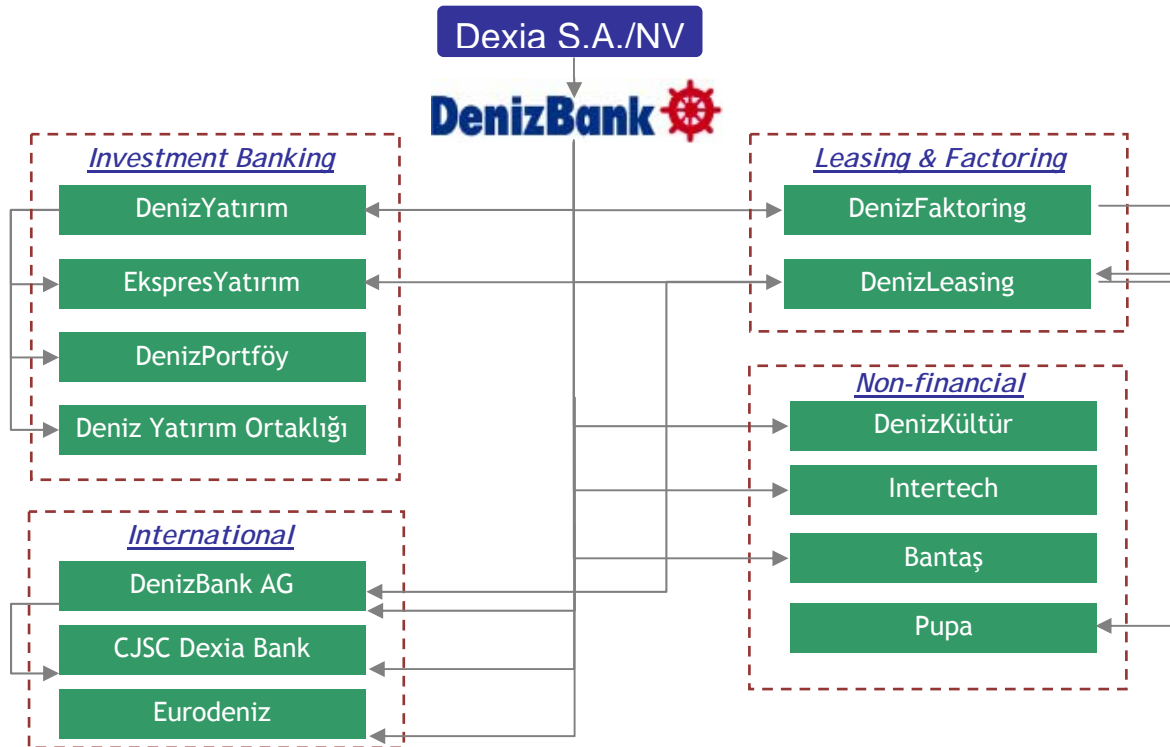 Dexia S.A./NV
DenizBank
Investment Banking
DenizYatırım
EkspresYatırım
DenizPortföy
Deniz Yatırım Ortaklığı
Leasing & Factoring
DenizFaktoring
DenizLeasing
Non-financial
DenizKültür
Intertech
Bantaş
Pupa
International
DenizBank AG
CJSC Dexia Bank
Eurodeniz